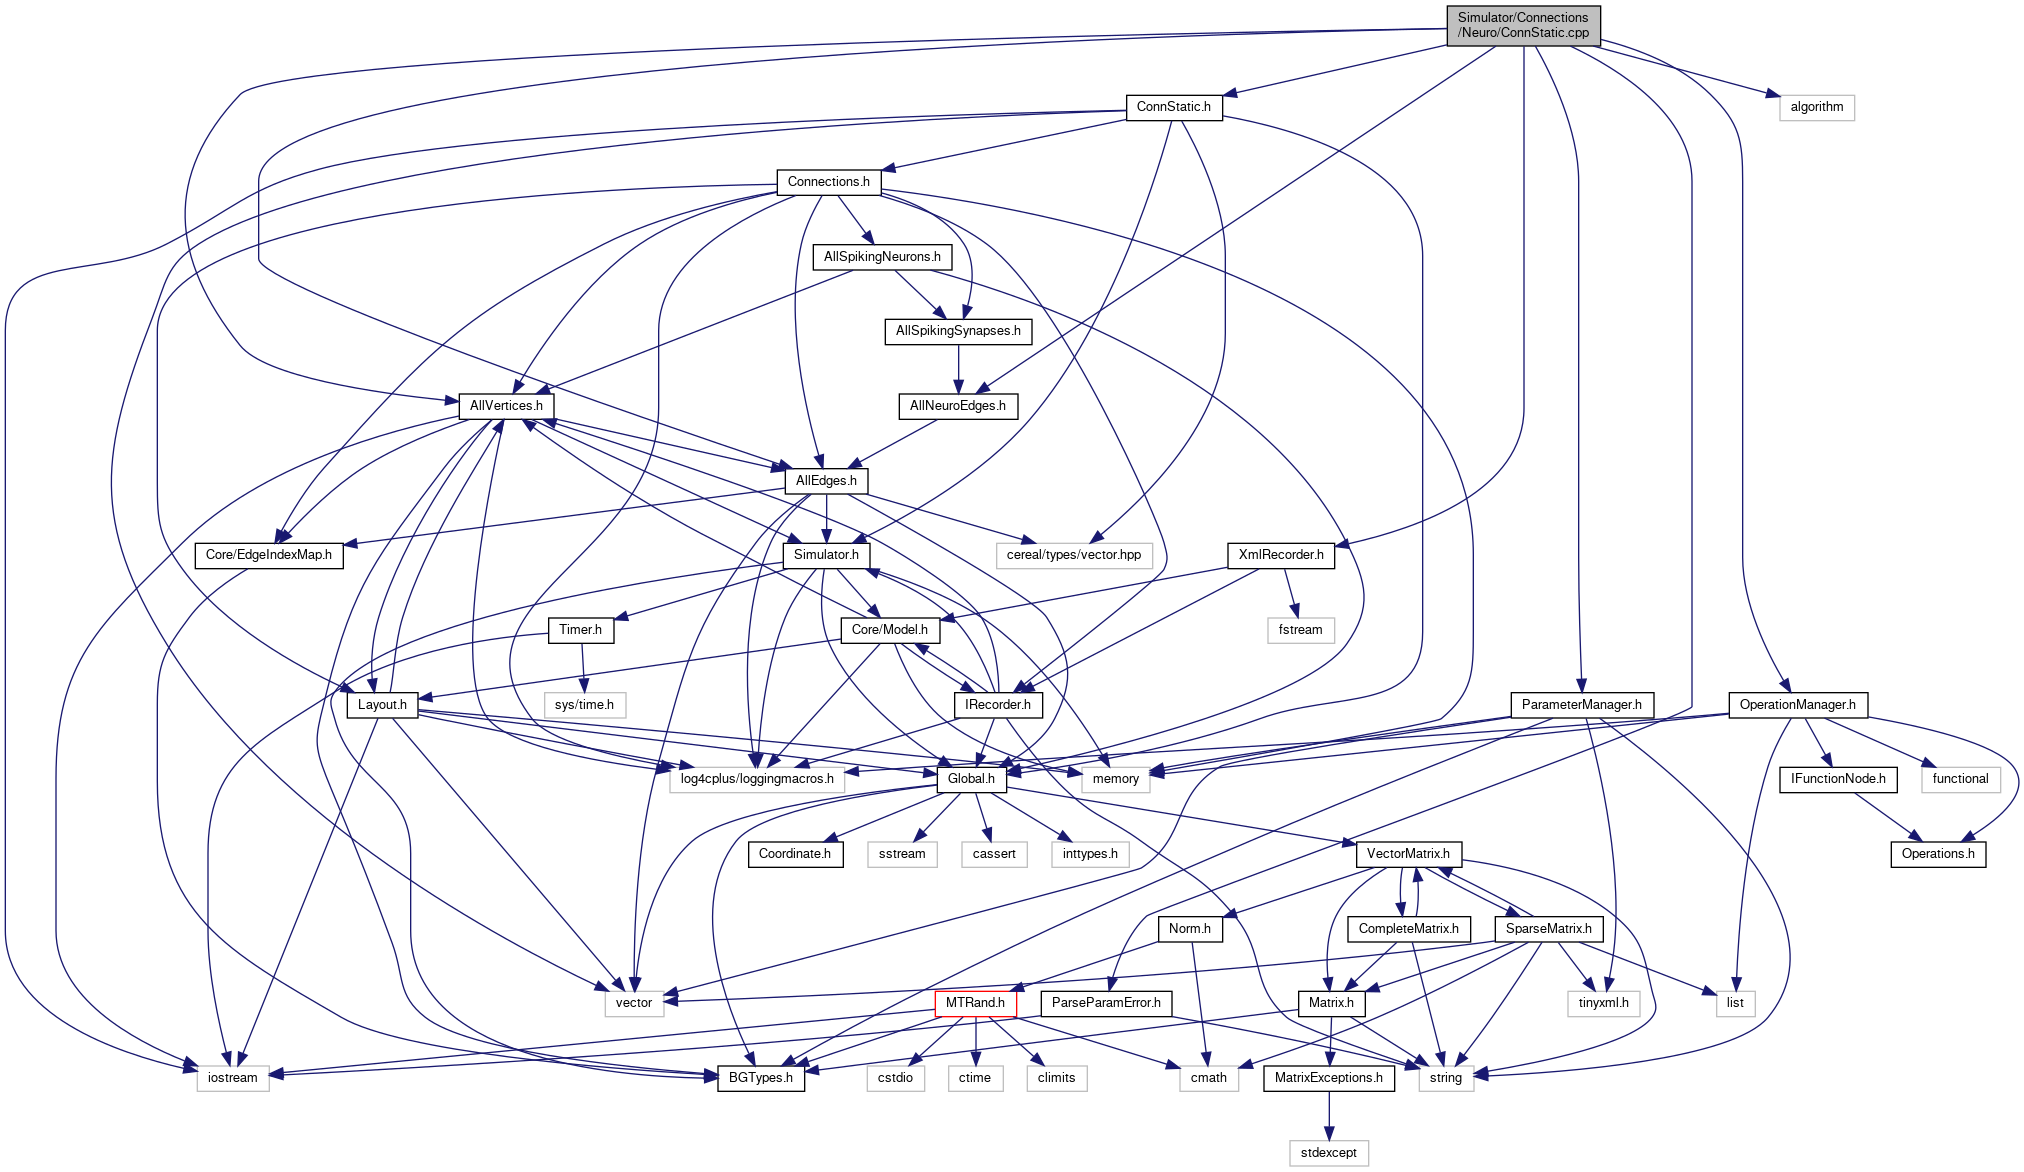 Simulator/Connections
/Neuro/ConnStatic.cpp
ConnStatic.h
algorithm
Connections.h
AllSpikingNeurons.h
AllSpikingSynapses.h
AllVertices.h
AllNeuroEdges.h
AllEdges.h
Core/EdgeIndexMap.h
Simulator.h
cereal/types/vector.hpp
XmlRecorder.h
Timer.h
Core/Model.h
fstream
Layout.h
sys/time.h
IRecorder.h
ParameterManager.h
OperationManager.h
log4cplus/loggingmacros.h
Global.h
memory
IFunctionNode.h
functional
Coordinate.h
sstream
cassert
inttypes.h
VectorMatrix.h
Operations.h
Norm.h
CompleteMatrix.h
SparseMatrix.h
vector
MTRand.h
ParseParamError.h
Matrix.h
tinyxml.h
list
iostream
BGTypes.h
cstdio
ctime
climits
cmath
MatrixExceptions.h
string
stdexcept